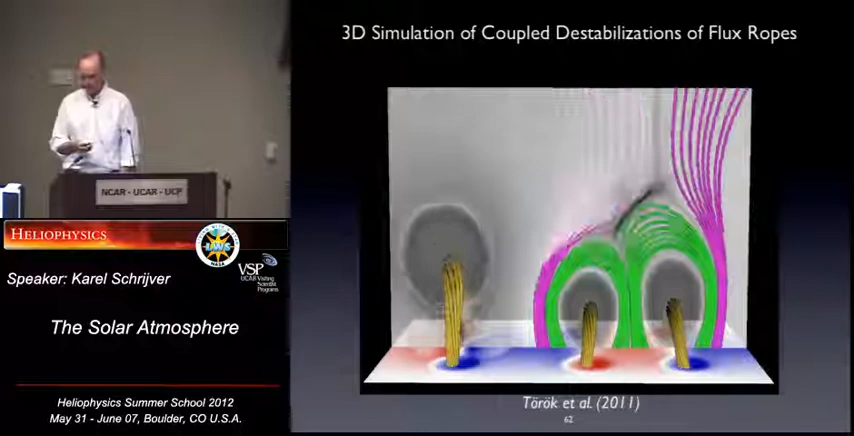 3D Simulation of Coupled Destabilizations of Flux Ropes
NCAR - UCAR - UCP
HELIOPHYSICS
LWS
NASA
VSP
UCAR Visiting
Scientist
Programs
Speaker: Karel Schrijver
The Solar Atmosphere
Heliophysics Summer School 2012
May 31 - June 07, Boulder, CO U.S.A.
Török et al. (2011)
62